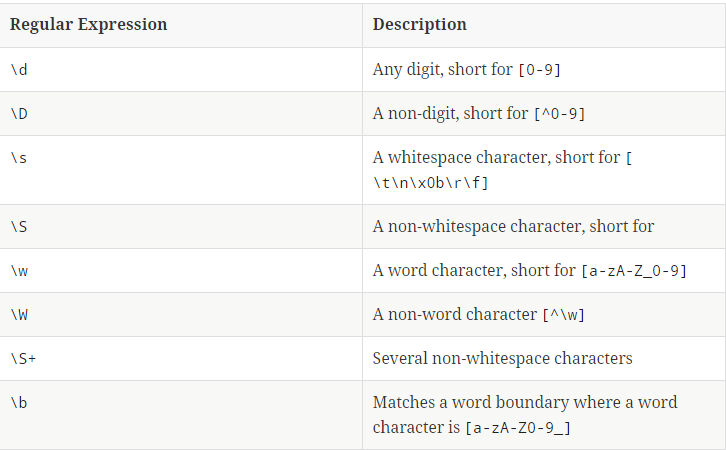 Regular Expression Description
\d Any digit, short for [0-9]
\D A non-digit, short for [^0-9]
\s A whitespace character, short for [
\t\n\x0b\r\f]
\S A non-whitespace character, short for
\w A word character, short for [a-zA-Z_0-9]
\W A non-word character [^\w]
\S+ Several non-whitespace characters
\b Matches a word boundary where a word
character is [a-zA-Z0-9_]